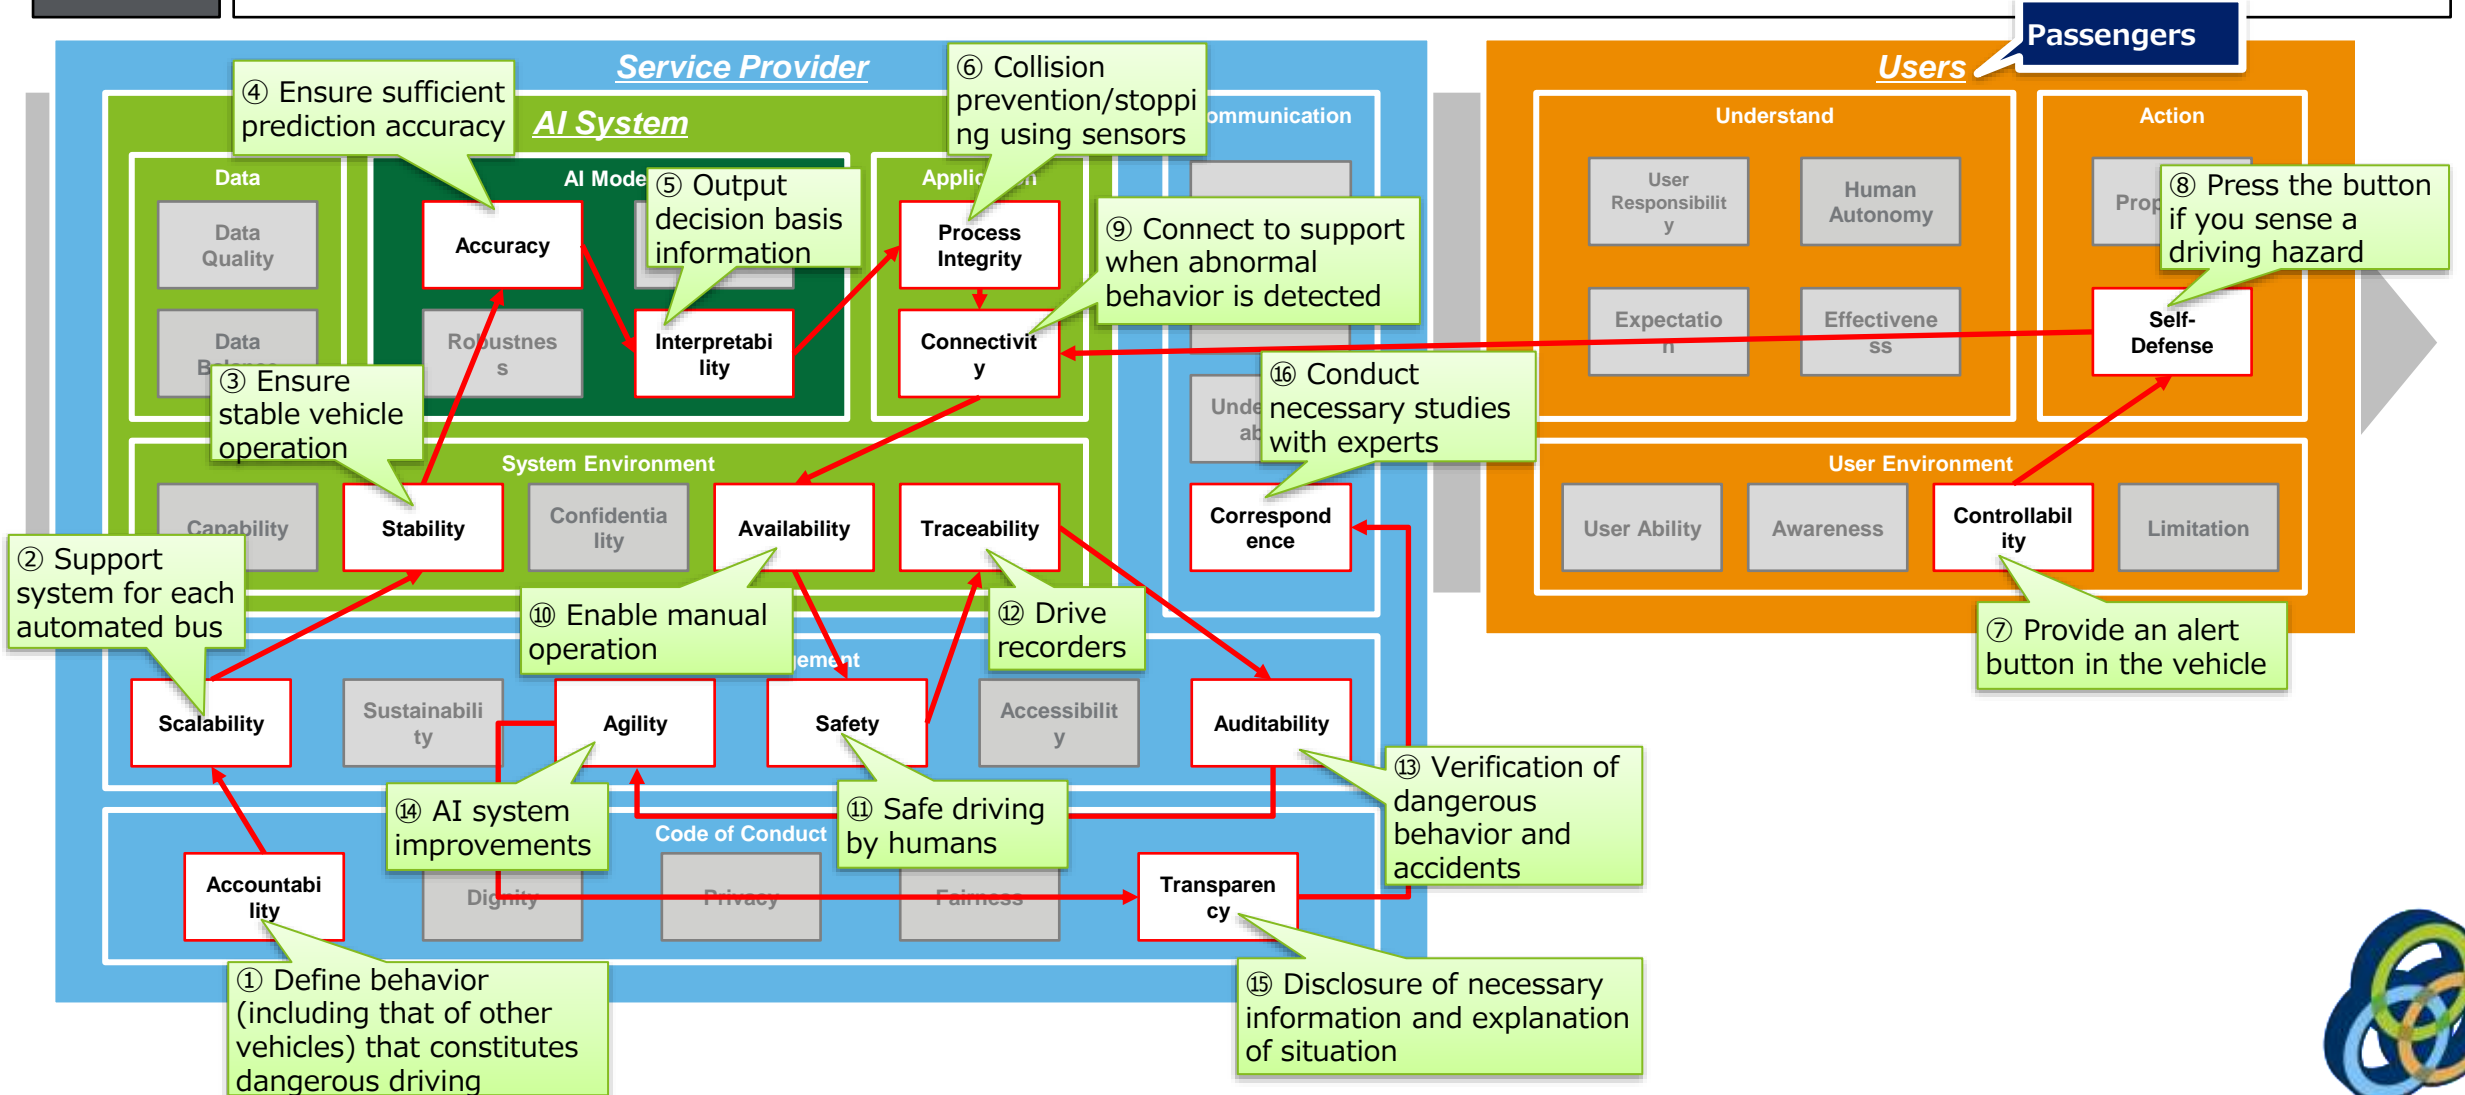 Passengers
Service Provider
Users
④ Ensure sufficient
prediction accuracy
⑥ Collision
prevention/stoppi
ng using sensors
AI System
ommunication
Understand
Action
Data
AI Mode
Applic
n
⑤ Output
decision basis
information
Data
Quality
Accuracy
Process
Integrity
⑨ Connect to support
when abnormal
behavior is detected
User
Responsibilit
y
Human
Autonomy
Prop
⑧ Press the button
if you sense a
driving hazard
Data
B
Robustnes
s
Interpretabi
lity
Connectivit
y
Expectatio
n
Effectivene
ss
Self-
Defense
③ Ensure
stable vehicle
operation
Unde
ab
⑯ Conduct
necessary studies
with experts
System Environment
User Environment
Capability
Stability
Confidentia
lity
Availability
Traceability
Correspond
ence
User Ability
Awareness
Controllabil
ity
Limitation
② Support
system for each
automated bus
⑩ Enable manual
operation
⑫ Drive
recorders
⑦ Provide an alert
button in the vehicle
gement
Scalability
Sustainabili
ty
Agility
Safety
Accessibilit
y
Auditability
⑭ AI system
improvements
⑪ Safe driving
by humans
⑬ Verification of
dangerous
behavior and
accidents
Code of Conduct
Accountabi
lity
Dignity
Privacy
Fairness
Transparen
cy
① Define behavior
(including that of other
vehicles) that constitutes
dangerous driving
⑮ Disclosure of necessary
information and explanation
of situation